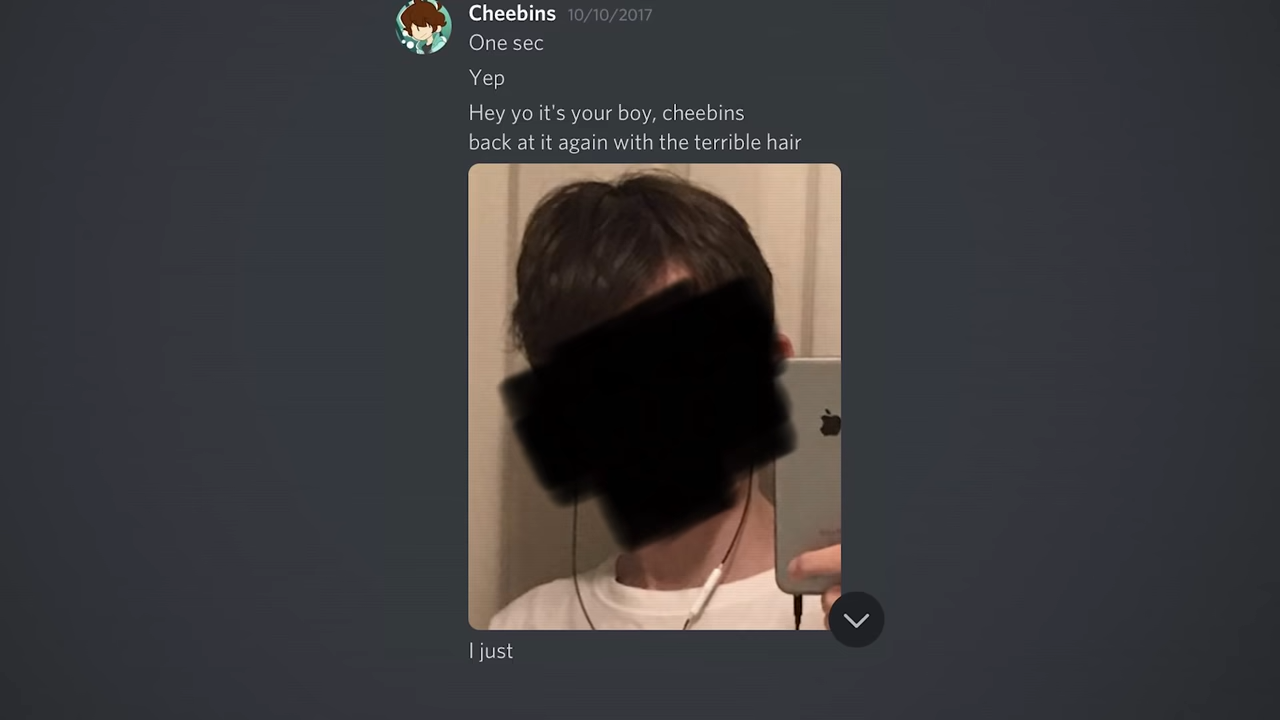 Cheebins 10/10/2017
One sec
Yep
Hey yo it's your boy, cheebins
back at it again with the terrible hair
I just